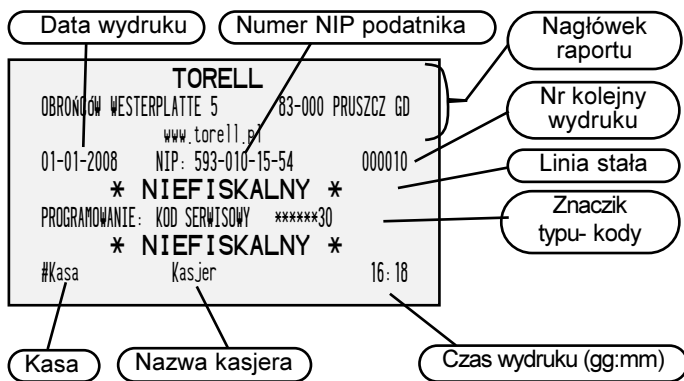 Data wydruku
Numer NIP podatnika
Nagłówek
raportu
TORELL
OBROŃCÓW WESTERPLATTE 5 83-000 PRUSZCZ GD
www.torell.pl
Nr kolejny
wydruku
01-01-2008 NIP: 593-010-15-54 000010
Linia stała
* NIEFISKALNY *
PROGRAMOWANIE: KOD SERWISOWY ******30
Znaczik
typu- kody
* NIEFISKALNY *
#Kasa Kasjer 16:18
Kasa
Nazwa kasjera
Czas wydruku (gg:mm)